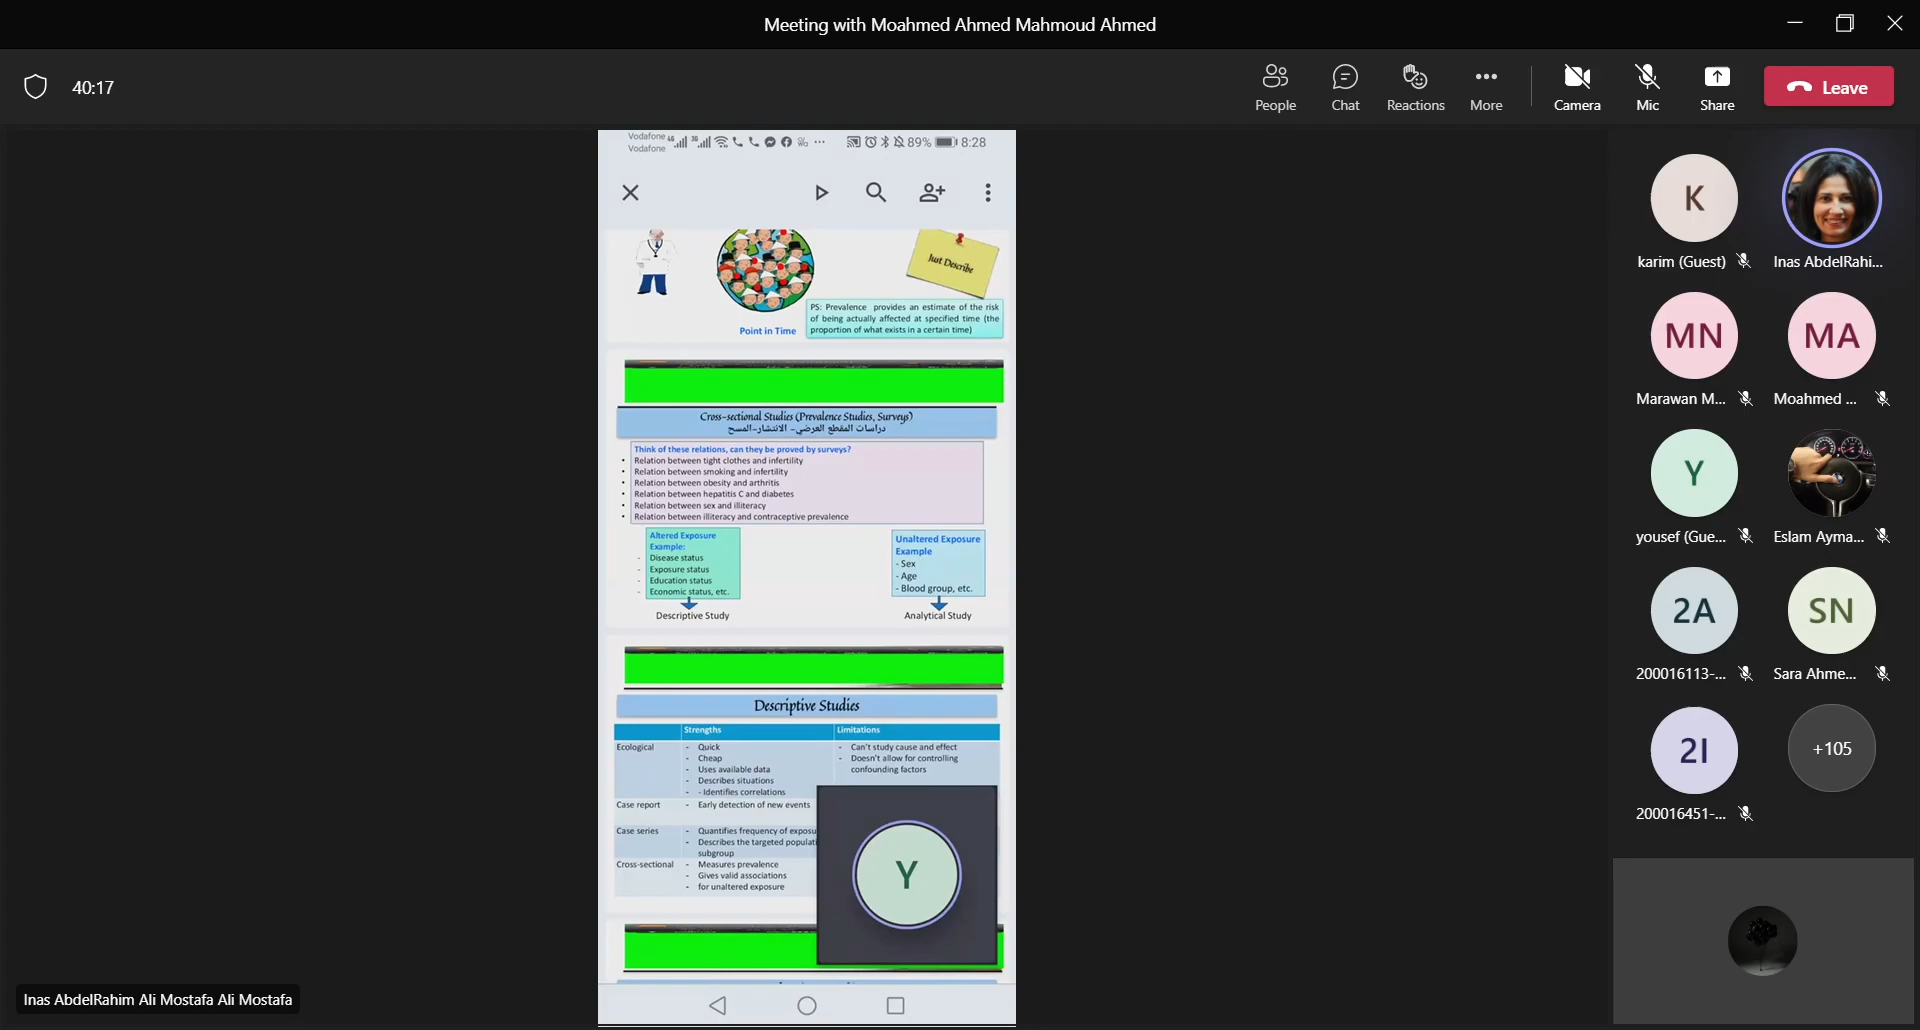 Meeting with Moahmed Ahmed Mahmoud Ahmed
40:17
People
Chat
Reactions
More
Camera
Mic
Share
Leave
Vodafone
Vodafone
4G
3G
89%
8:28
Just Describe
Point in Time
PS: Prevalence provides an estimate of the risk
of being actually affected at specified time (the
proportion of what exists in a certain time)
Cross-sectional Studies (Prevalence Studies, Surveys)
دراسات المقطع العرضي- الانتشار-المسح
Think of these relations, can they be proved by surveys?
• Relation between tight clothes and infertility
• Relation between smoking and infertility
• Relation between obesity and arthritis
• Relation between hepatitis C and diabetes
• Relation between sex and illiteracy
• Relation between illiteracy and contraceptive prevalence
Altered Exposure
Example:
- Disease status
- Exposure status
- Education status
- Economic status, etc.
Descriptive Study
Unaltered Exposure
Example
- Sex
- Age
- Blood group, etc.
Analytical Study
Descriptive Studies
Strengths
Limitations
Ecological
- Quick
- Cheap
- Uses available data
- Describes situations
- - Identifies correlations
- Can't study cause and effect
- Doesn't allow for controlling
confounding factors
Case report
- Early detection of new events
Case series
- Quantifies frequency of exposu
- Describes the targeted populati
subgroup
Cross-sectional
- Measures prevalence
- Gives valid associations
- for unaltered exposure
Y
Inas AbdelRahim Ali Mostafa Ali Mostafa
K
karim (Guest)
Inas AbdelRahi...
MN
Marawan M...
MA
Moahmed ...
Y
yousef (Gue...
Eslam Ayma...
2A
200016113-...
SN
Sara Ahme...
2I
200016451-...
+105